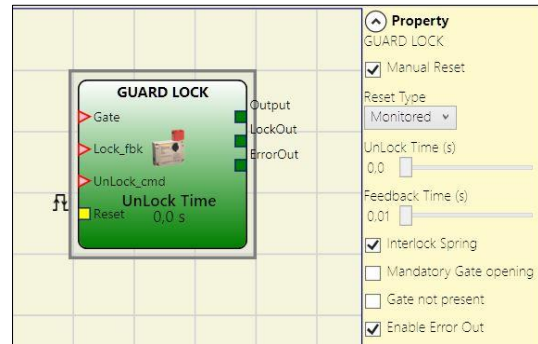 GUARD LOCK
Gate
Lock_fbk
UnLock_cmd
Reset
UnLock Time
0,0 s
Output
LockOut
ErrorOut
Property
GUARD LOCK
Manual Reset
Reset Type
Monitored
UnLock Time (s)
0,0
Feedback Time (s)
0,01
Interlock Spring
Mandatory Gate opening
Gate not present
Enable Error Out